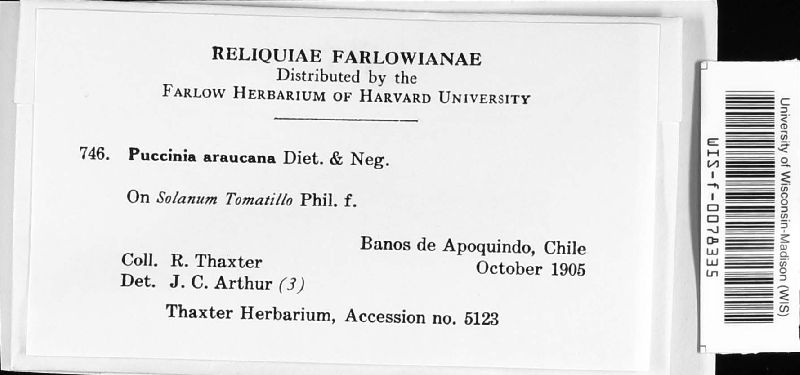 RELIQUIAE FARLOWIANAE
Distributed by the
FARLOW HERBARIUM OF HARVARD UNIVERSITY
746. Puccinia araucana Diet. & Neg.
On Solanum Tomatillo Phil. f.
Banos de Apoquindo, Chile
Coll. R. Thaxter
October 1905
Det. J. C. Arthur (3)
Thaxter Herbarium, Accession no. 5123
University of Wisconsin-Madison (WIS)
WIS-f-0078335